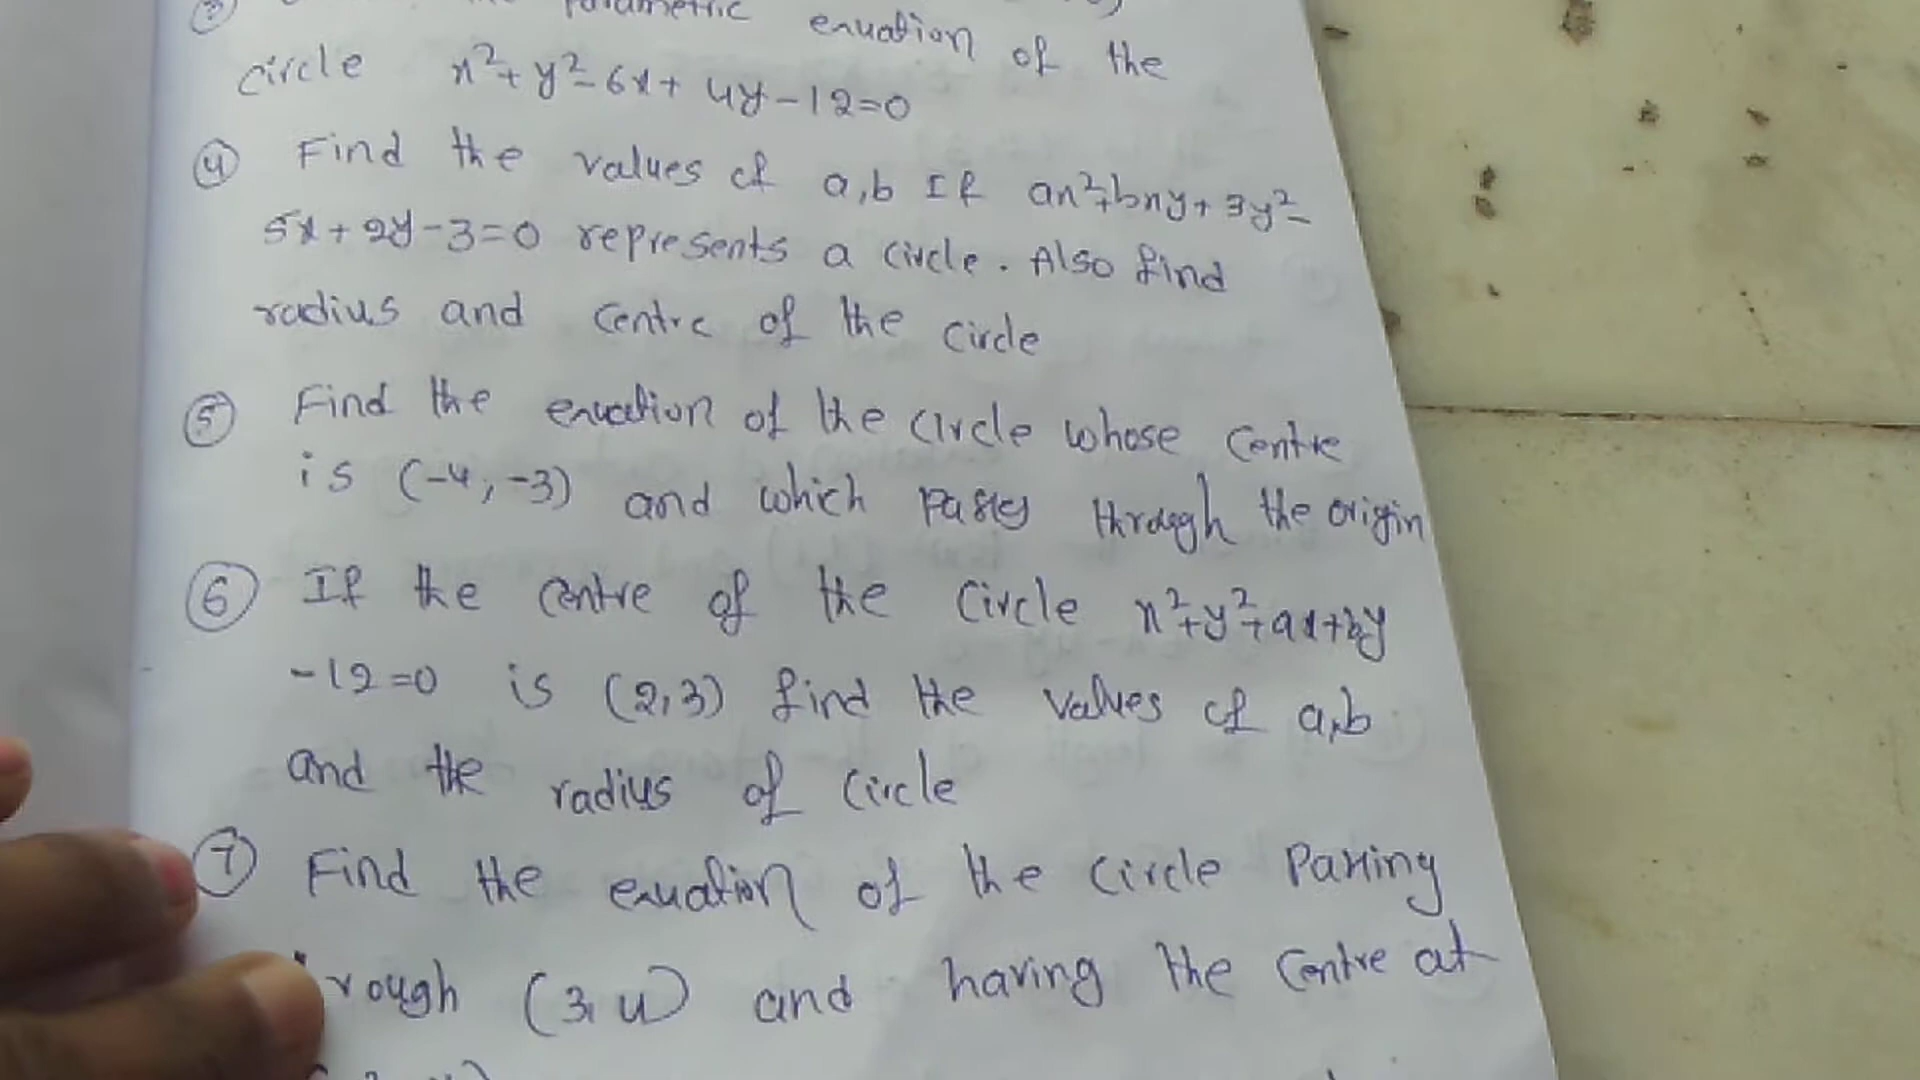 ③ the parametric equation of the
circle x²+y²-6x+4y-12=0
④ Find the values of a,b If ax²+bxy+3y²-
5x+2y-3=0 represents a circle. Also find
radius and centre of the circle
⑤ Find the equation of the circle whose centre
is (-4,-3) and which passes through the origin
⑥ If the centre of the circle x²+y²+ax+by
-12=0 is (2,3) find the values of a,b
and the radius of circle
⑦ Find the equation of the circle Passing
rough (3,4) and having the centre at